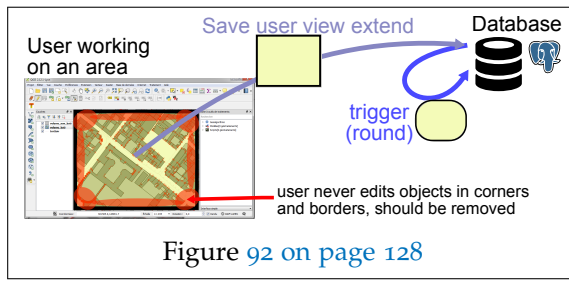 Save user view extend
Database
User working
on an area
trigger
(round)
user never edits objects in corners
and borders, should be removed
Figure 92 on page 128